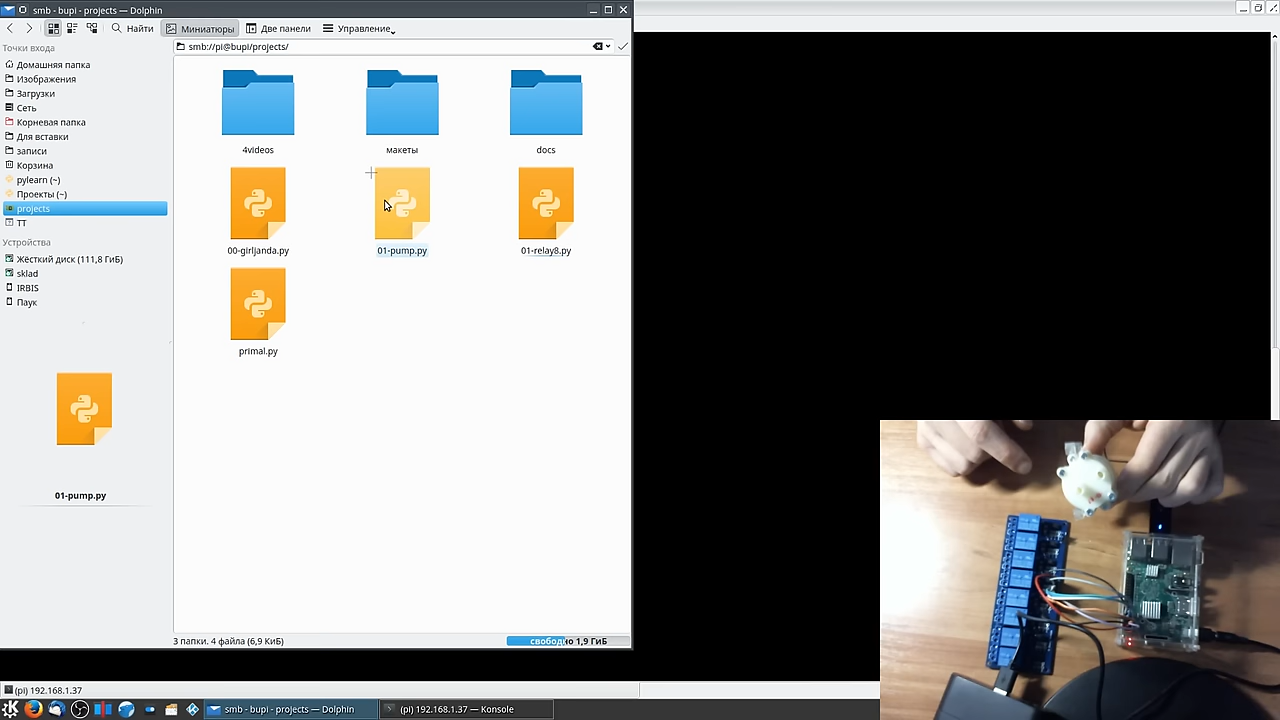 smb - bupi - projects — Dolphin
Найти
Миниатюры
Две панели
Управление
Точки входа
smb://pi@bupi/projects/
Домашняя папка
Изображения
Загрузки
Сеть
Корневая папка
Для вставки
записи
Корзина
pylearn (~)
Проекты (~)
projects
TT
Устройства
Жёсткий диск (111,8 ГиБ)
sklad
IRBIS
Паук
01-pump.py
4videos
макеты
docs
00-girljanda.py
01-pump.py
01-relay8.py
primal.py
3 папки. 4 файла (6,9 КиБ)
свободно 1,9 ГиБ
(pi) 192.168.1.37
smb - bupi - projects — Dolphin
(pi) 192.168.1.37 — Konsole